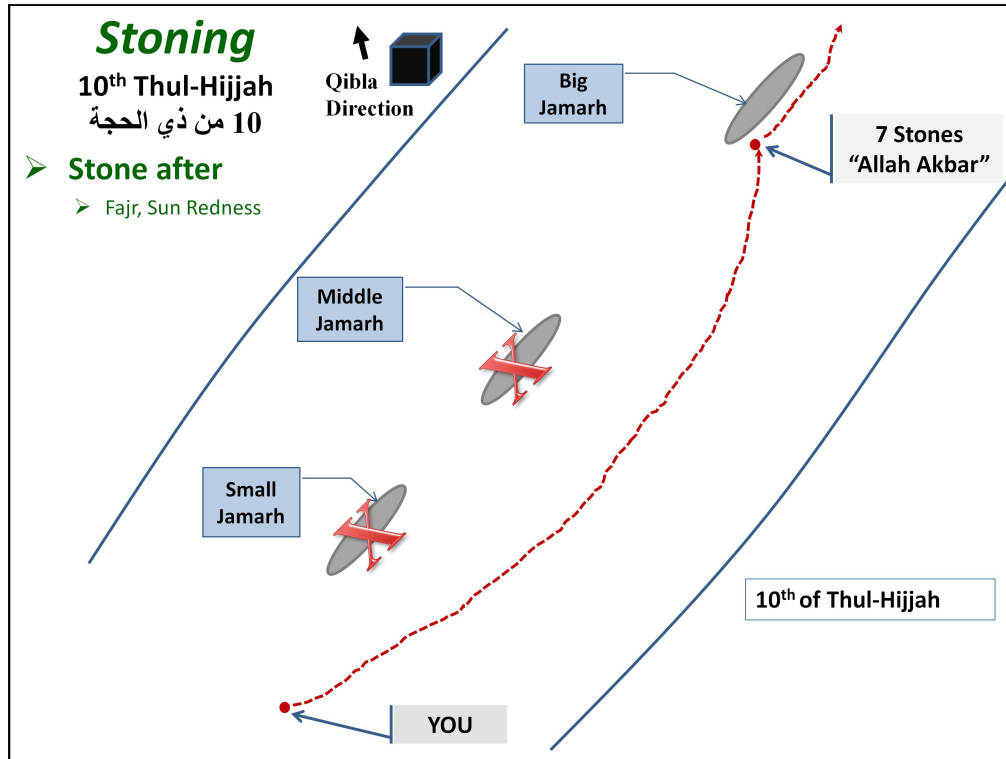 Stoning
10th Thul-Hijjah
10 من ذي الحجة
Stone after
Fajr, Sun Redness
Qibla
Direction
Big
Jamarh
7 Stones
“Allah Akbar”
Middle
Jamarh
Small
Jamarh
10th of Thul-Hijjah
YOU